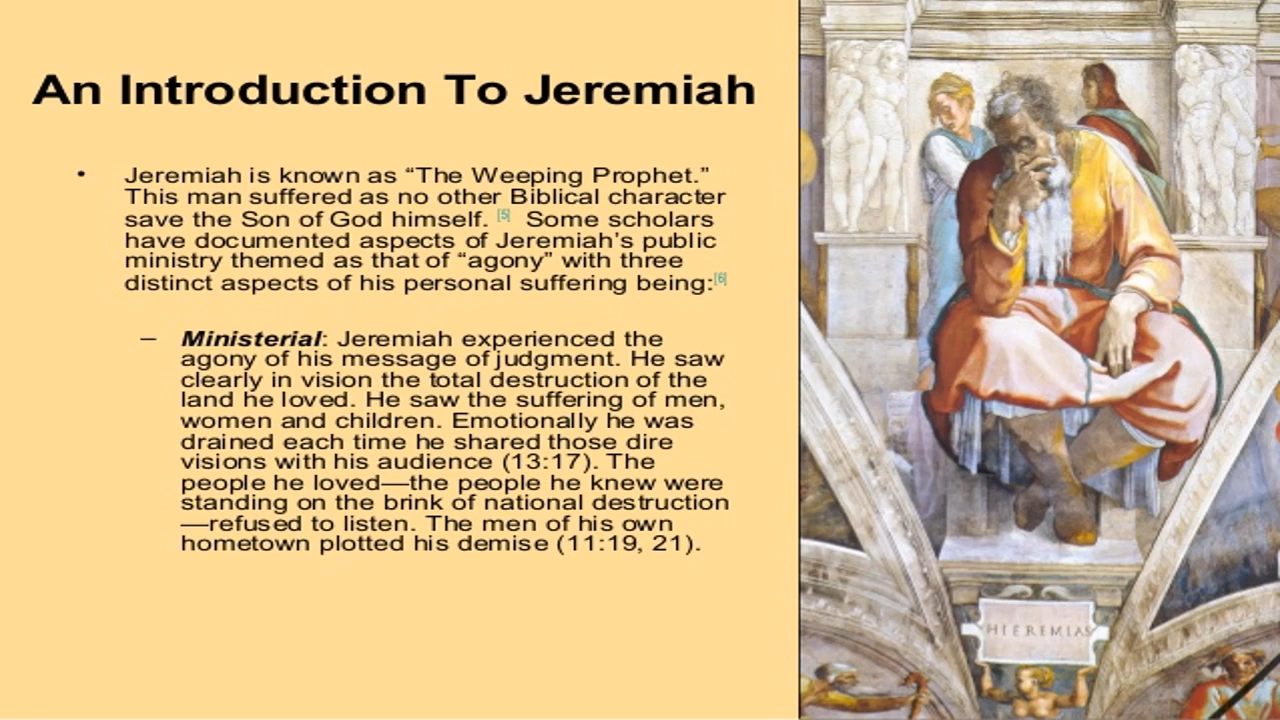 An Introduction To Jeremiah
• Jeremiah is known as “The Weeping Prophet.”
This man suffered as no other Biblical character
save the Son of God himself. [5] Some scholars
have documented aspects of Jeremiah’s public
ministry themed as that of “agony” with three
distinct aspects of his personal suffering being:[6]
– Ministerial: Jeremiah experienced the
agony of his message of judgment. He saw
clearly in vision the total destruction of the
land he loved. He saw the suffering of men,
women and children. Emotionally he was
drained each time he shared those dire
visions with his audience (13:17). The
people he loved—the people he knew were
standing on the brink of national destruction
—refused to listen. The men of his own
hometown plotted his demise (11:19, 21).
HIEREMIAS